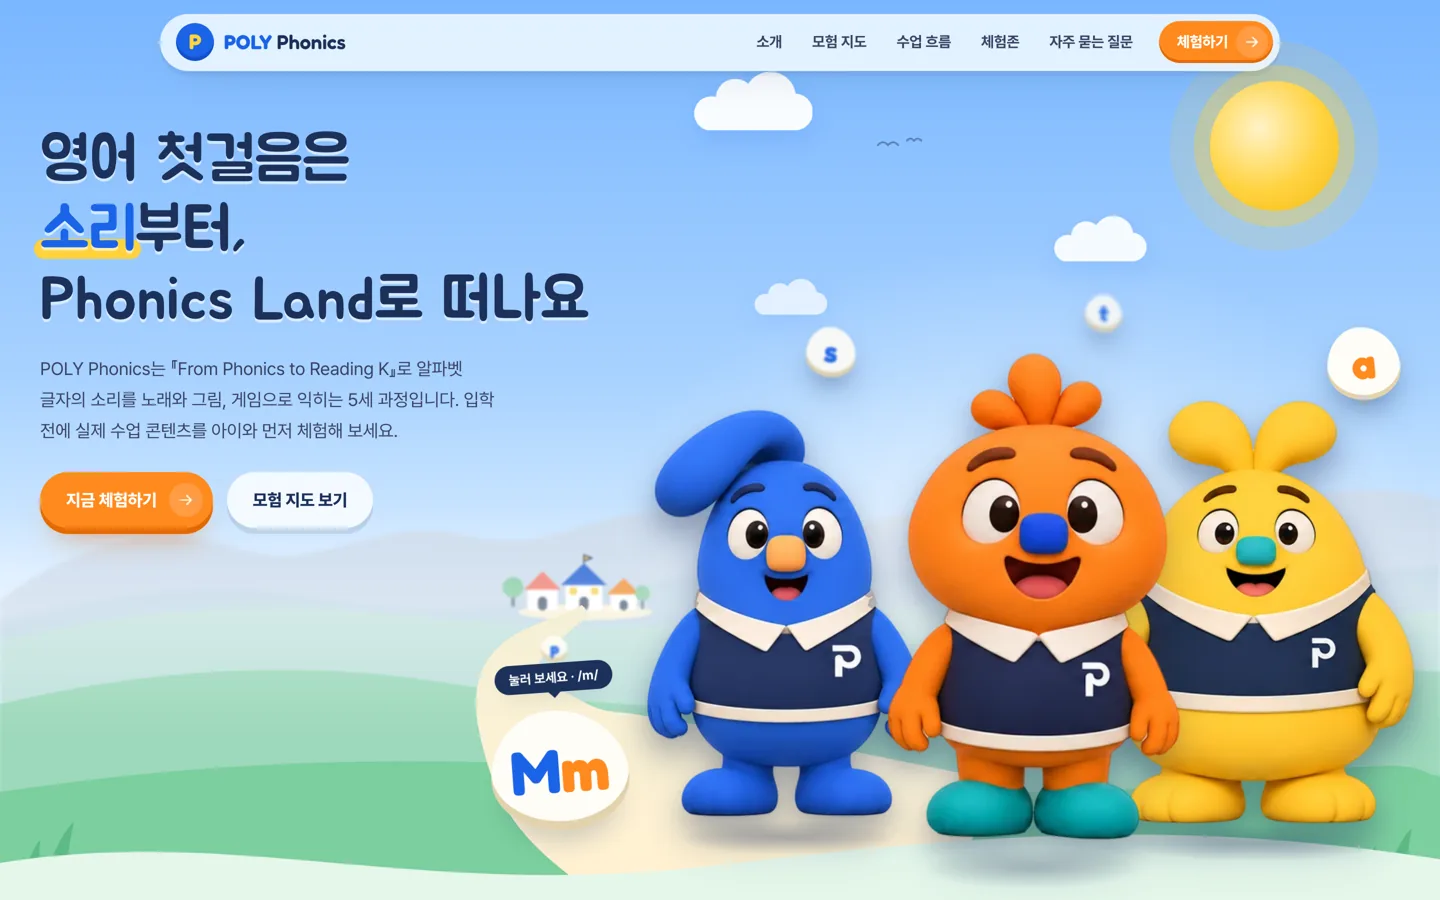 P POLY Phonics
소개 모험 지도 수업 흐름 체험존 자주 묻는 질문 체험하기 →
영어 첫걸음은
소리부터,
Phonics Land로 떠나요
POLY Phonics는 『From Phonics to Reading K』로 알파벳
글자의 소리를 노래와 그림, 게임으로 익히는 5세 과정입니다. 입학
전에 실제 수업 콘텐츠를 아이와 먼저 체험해 보세요.
지금 체험하기 →
모험 지도 보기
s
t
a
p
눌러 보세요 · /m/
Mm
P
P
P